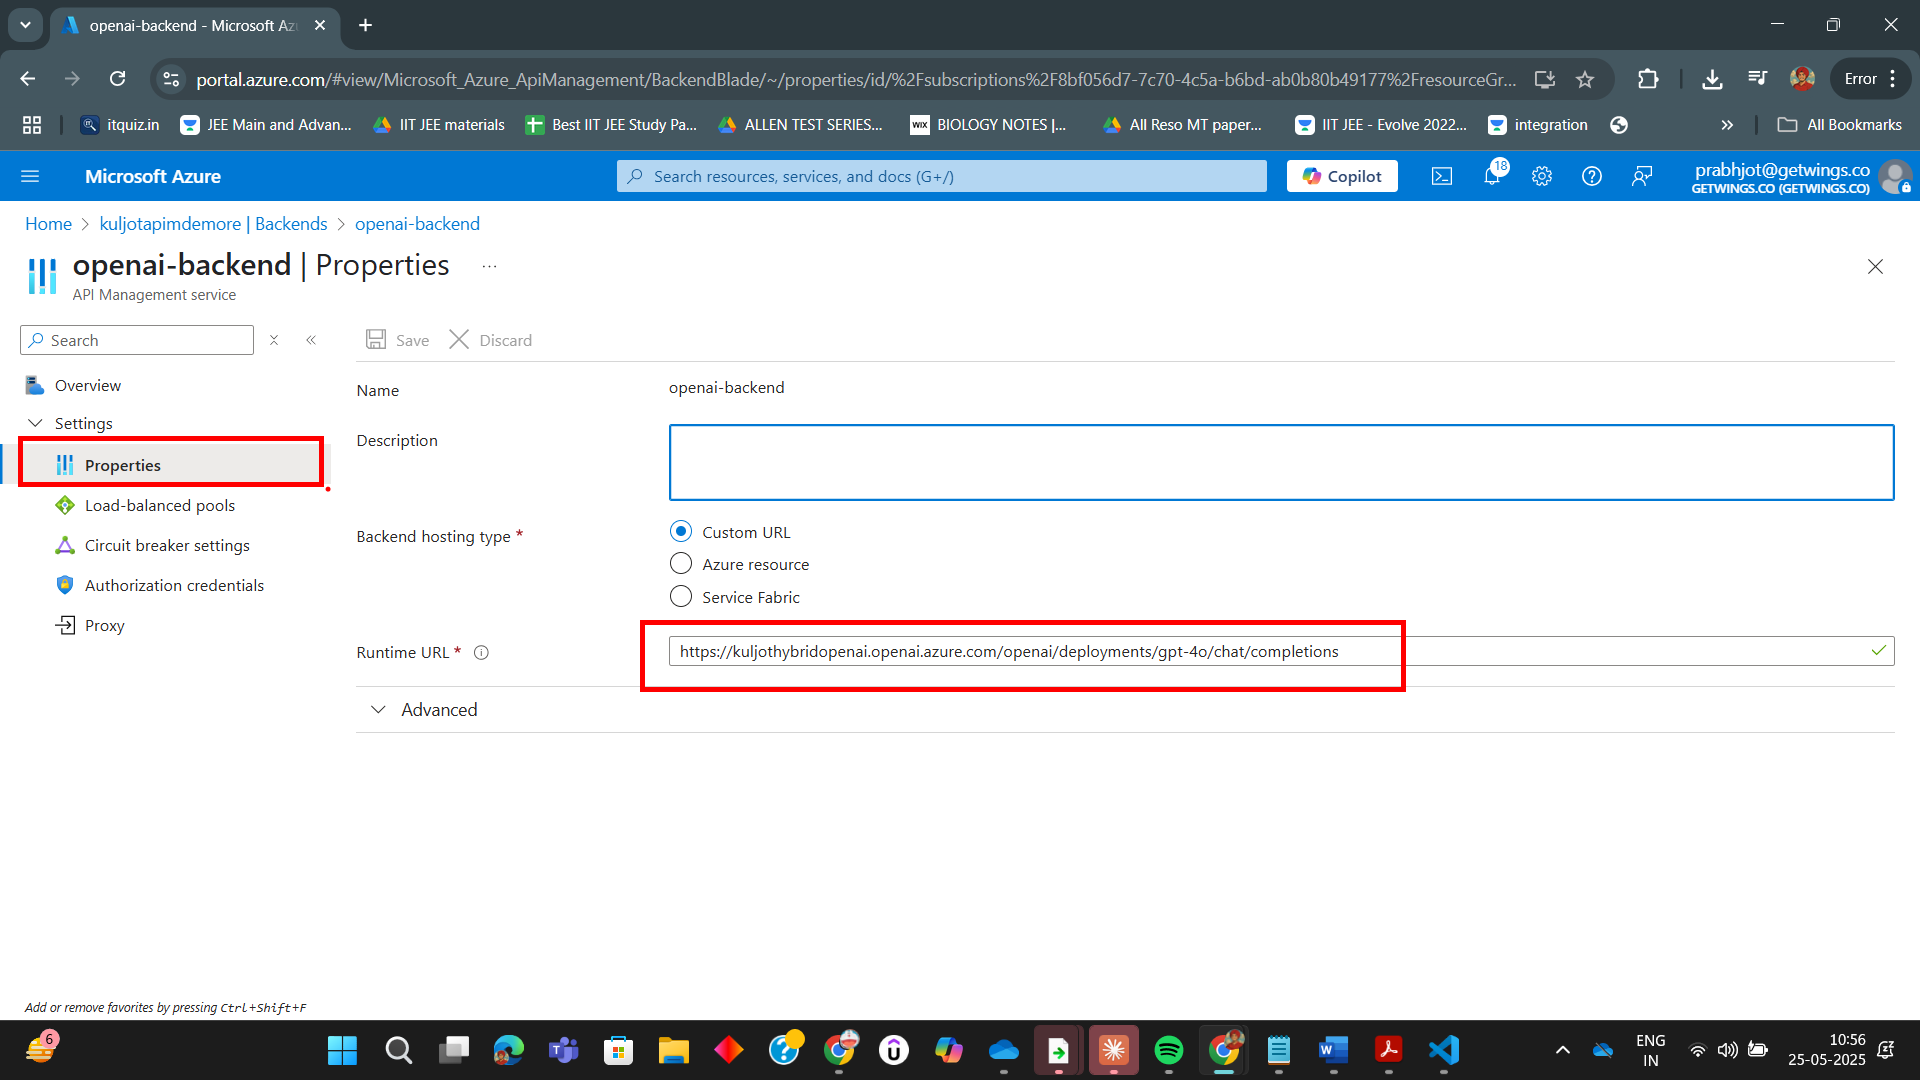 openai-backend - Microsoft Az
portal.azure.com/#view/Microsoft_Azure_ApiManagement/BackendBlade/~/properties/id/%2Fsubscriptions%2F8bf056d7-7c70-4c5a-b6bd-ab0b80b49177%2FresourceGr...
Error
itquiz.in
JEE Main and Advan...
IIT JEE materials
Best IIT JEE Study Pa...
ALLEN TEST SERIES...
WIX
BIOLOGY NOTES |...
All Reso MT paper...
IIT JEE - Evolve 2022...
integration
All Bookmarks
Microsoft Azure
Search resources, services, and docs (G+/)
Copilot
18
prabhjot@getwings.co
GETWINGS.CO (GETWINGS.CO)
Home > kuljotapimdemore | Backends > openai-backend
openai-backend | Properties ...
API Management service
Search
Save
Discard
Overview
Settings
Properties
Load-balanced pools
Circuit breaker settings
Authorization credentials
Proxy
Name
openai-backend
Description
Backend hosting type *
Custom URL
Azure resource
Service Fabric
Runtime URL *
https://kuljothybridopenai.openai.azure.com/openai/deployments/gpt-4o/chat/completions
Advanced
Add or remove favorites by pressing Ctrl+Shift+F
6
ENG
IN
10:56
25-05-2025